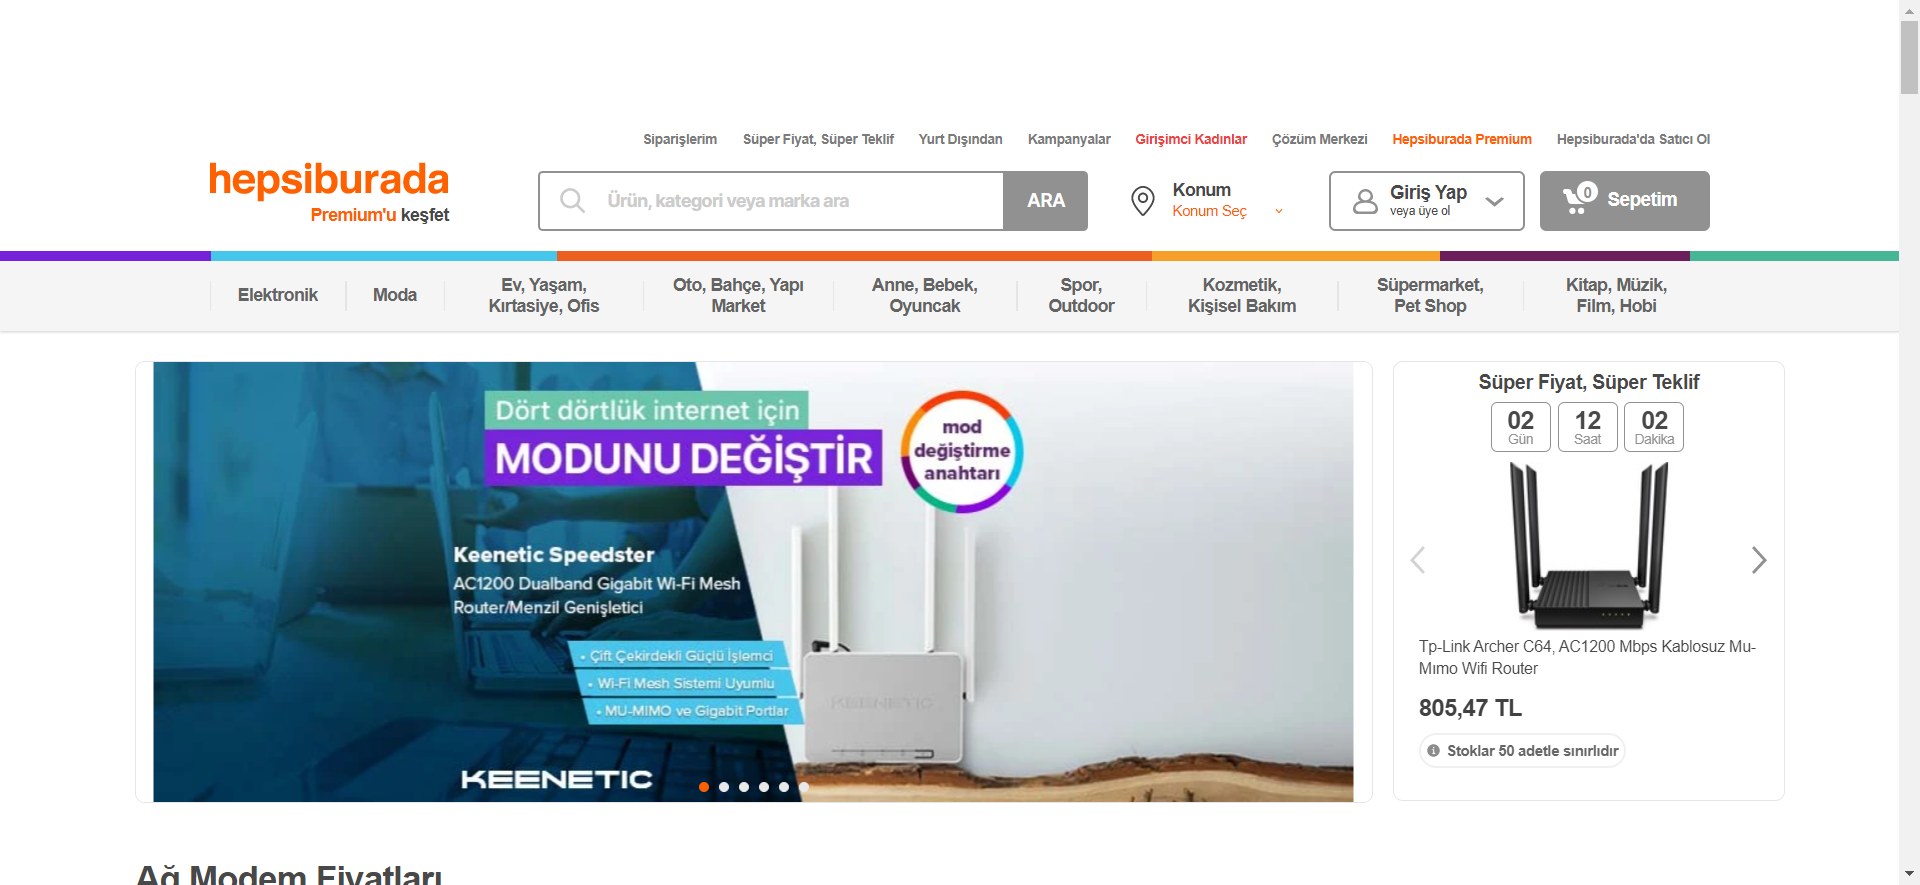 Siparişlerim Süper Fiyat, Süper Teklif Yurt Dışından Kampanyalar Girişimci Kadınlar Çözüm Merkezi Hepsiburada Premium Hepsiburada'da Satıcı Ol
hepsiburada
Premium'u keşfet
Ürün, kategori veya marka ara
ARA
Konum
Konum Seç
Giriş Yap
veya üye ol
0
Sepetim
Elektronik
Moda
Ev, Yaşam,
Kırtasiye, Ofis
Oto, Bahçe, Yapı
Market
Anne, Bebek,
Oyuncak
Spor,
Outdoor
Kozmetik,
Kişisel Bakım
Süpermarket,
Pet Shop
Kitap, Müzik,
Film, Hobi
Dört dörtlük internet için
MODUNU DEĞİŞTİR
mod
değiştirme
anahtarı
Keenetic Speedster
AC1200 Dualband Gigabit Wi-Fi Mesh
Router/Menzil Genişletici
• Çift Çekirdekli Güçlü İşlemci
• Wi-Fi Mesh Sistemi Uyumlu
• MU-MIMO ve Gigabit Portlar
KEENETIC
KEENETIC
Süper Fiyat, Süper Teklif
02 12 02
Gün Saat Dakika
Tp-Link Archer C64, AC1200 Mbps Kablosuz Mu-
Mımo Wifi Router
805,47 TL
Stoklar 50 adetle sınırlıdır
Ağ Modem Fiyatları